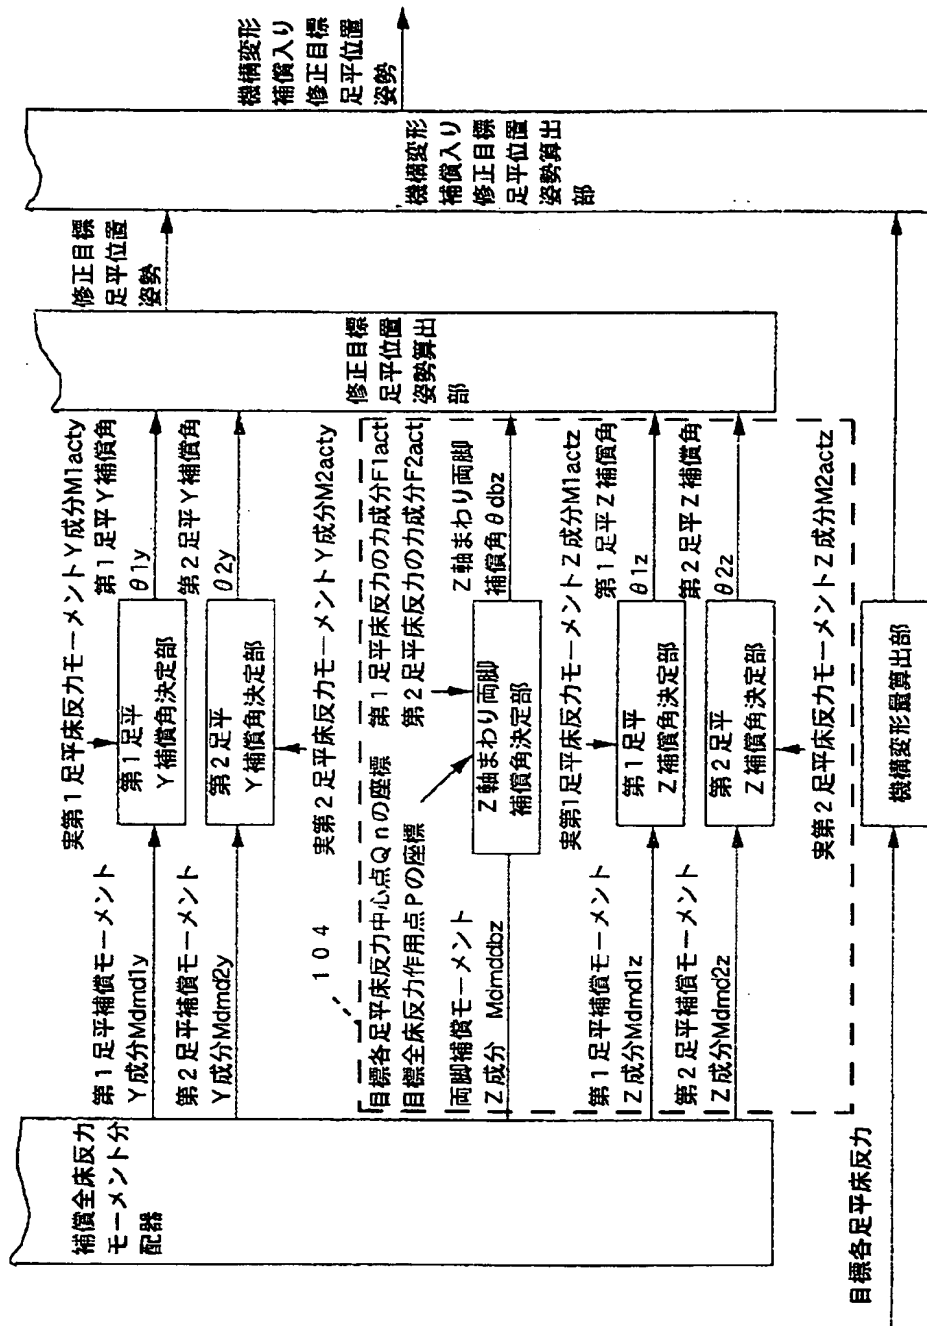 補償全床反力
モーメント分
配器
第１足平補償モーメント
Ｙ成分Mdmd1y
第２足平補償モーメント
Ｙ成分Mdmd2y
104
目標各足平床反力中心点Ｑｎの座標
目標全床反力作用点Ｐの座標
両脚補償モーメント
Ｚ成分 Mdmddbz
第１足平補償モーメント
Ｚ成分Mdmd1z
第２足平補償モーメント
Ｚ成分Mdmd2z
目標各足平床反力
実第１足平床反力モーメントＹ成分M1acty
第１足平
Ｙ補償角決定部
第２足平
Ｙ補償角決定部
実第２足平床反力モーメントＹ成分M2acty
第１足平床反力の力成分F1act
第２足平床反力の力成分F2act
Ｚ軸まわり両脚
補償角決定部
実第1足平床反力モーメントＺ成分M1actz
第１足平
Ｚ補償角決定部
第２足平
Ｚ補償角決定部
実第２足平床反力モーメントＺ成分M2actz
機構変形量算出部
第１足平Ｙ補償角
θ1y
第２足平Ｙ補償角
θ2y
Ｚ軸まわり両脚
補償角θdbz
第１足平Ｚ補償角
θ1z
第２足平Ｚ補償角
θ2z
修正目標
足平位置
姿勢算出
部
修正目標
足平位置
姿勢
機構変形
補償入り
修正目標
足平位置
姿勢算出
部
機構変形
補償入り
修正目標
足平位置
姿勢